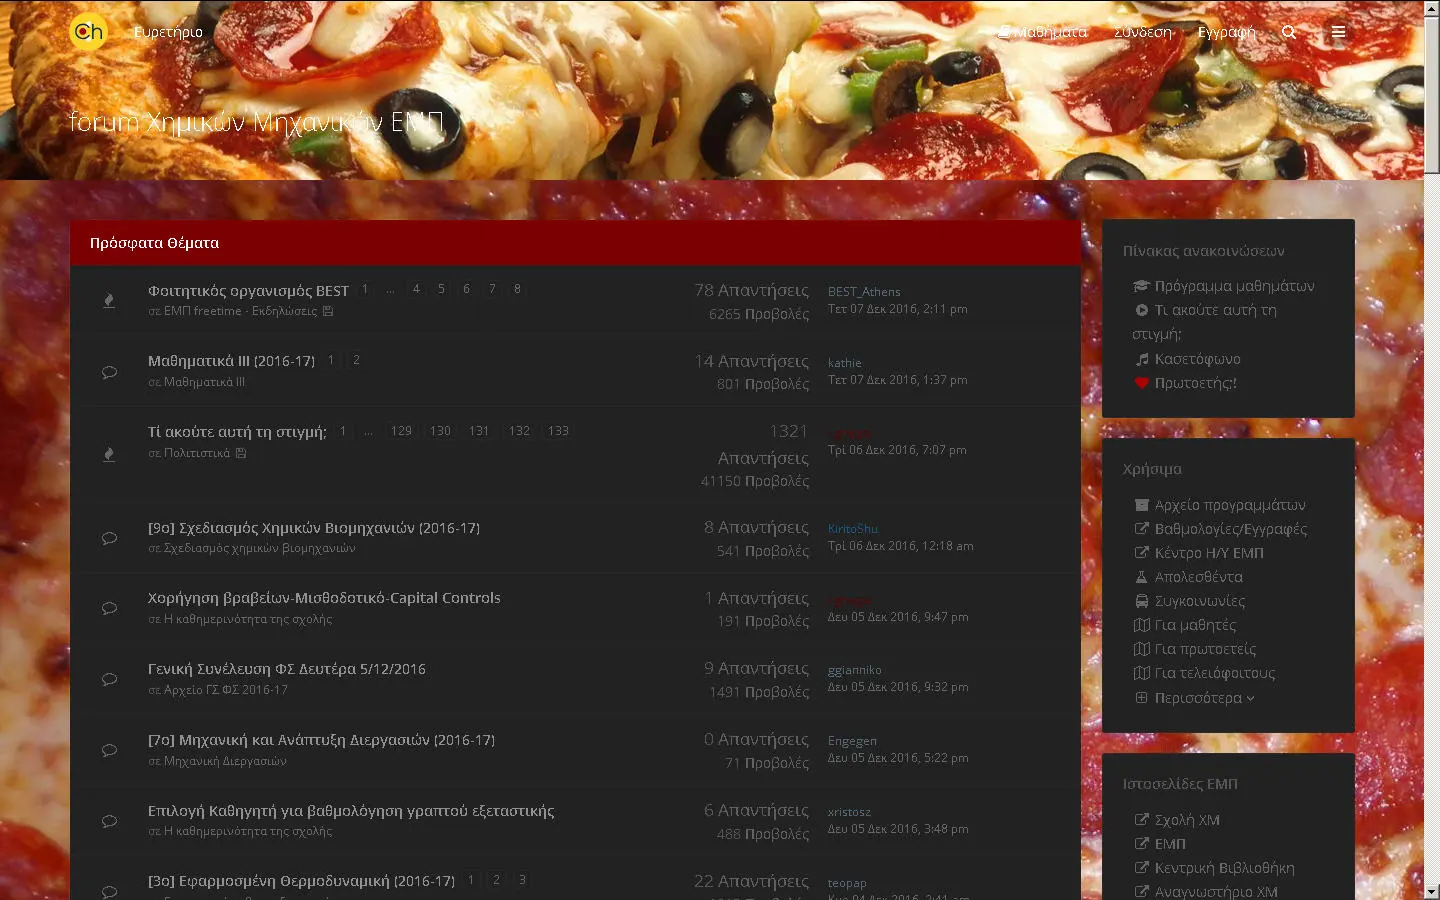 Ch Ευρετήριο Μαθήματα Σύνδεση Εγγραφή
forum Χημικών Μηχανικών ΕΜΠ
Πρόσφατα Θέματα
Φοιτητικός οργανισμός BEST 1 ... 4 5 6 7 8
σε ΕΜΠ freetime - Εκδηλώσεις
78 Απαντήσεις
6265 Προβολές
BEST_Athens
Τετ 07 Δεκ 2016, 2:11 pm
Μαθηματικά ΙΙΙ (2016-17) 1 2
σε Μαθηματικά ΙΙΙ
14 Απαντήσεις
801 Προβολές
kathie
Τετ 07 Δεκ 2016, 1:37 pm
Τί ακούτε αυτή τη στιγμή; 1 ... 129 130 131 132 133
σε Πολιτιστικά
1321
Απαντήσεις
41150 Προβολές
Τρί 06 Δεκ 2016, 7:07 pm
[9ο] Σχεδιασμός Χημικών Βιομηχανιών (2016-17)
σε Σχεδιασμός χημικών βιομηχανιών
8 Απαντήσεις
541 Προβολές
KiritoShu
Τρί 06 Δεκ 2016, 12:18 am
Χορήγηση βραβείων-Μισθοδοτικό-Capital Controls
σε Η καθημερινότητα της σχολής
1 Απαντήσεις
191 Προβολές
Δευ 05 Δεκ 2016, 9:47 pm
Γενική Συνέλευση ΦΣ Δευτέρα 5/12/2016
σε Αρχείο ΓΣ ΦΣ 2016-17
9 Απαντήσεις
1491 Προβολές
ggianniko
Δευ 05 Δεκ 2016, 9:32 pm
[7ο] Μηχανική και Ανάπτυξη Διεργασιών (2016-17)
σε Μηχανική Διεργασιών
0 Απαντήσεις
71 Προβολές
Engegen
Δευ 05 Δεκ 2016, 5:22 pm
Επιλογή Καθηγητή για βαθμολόγηση γραπτού εξεταστικής
σε Η καθημερινότητα της σχολής
6 Απαντήσεις
488 Προβολές
xristosz
Δευ 05 Δεκ 2016, 3:48 pm
[3ο] Εφαρμοσμένη Θερμοδυναμική (2016-17) 1 2 3
22 Απαντήσεις
teopap
Πίνακας ανακοινώσεων
Πρόγραμμα μαθημάτων
Τι ακούτε αυτή τη
στιγμή;
Κασετόφωνο
Πρωτοετής;!
Χρήσιμα
Αρχείο προγραμμάτων
Βαθμολογίες/Εγγραφές
Κέντρο Η/Υ ΕΜΠ
Απολεσθέντα
Συγκοινωνίες
Για μαθητές
Για πρωτοετείς
Για τελειόφοιτους
Περισσότερα
Ιστοσελίδες ΕΜΠ
Σχολή ΧΜ
ΕΜΠ
Κεντρική Βιβλιοθήκη
Αναγνωστήριο ΧΜ